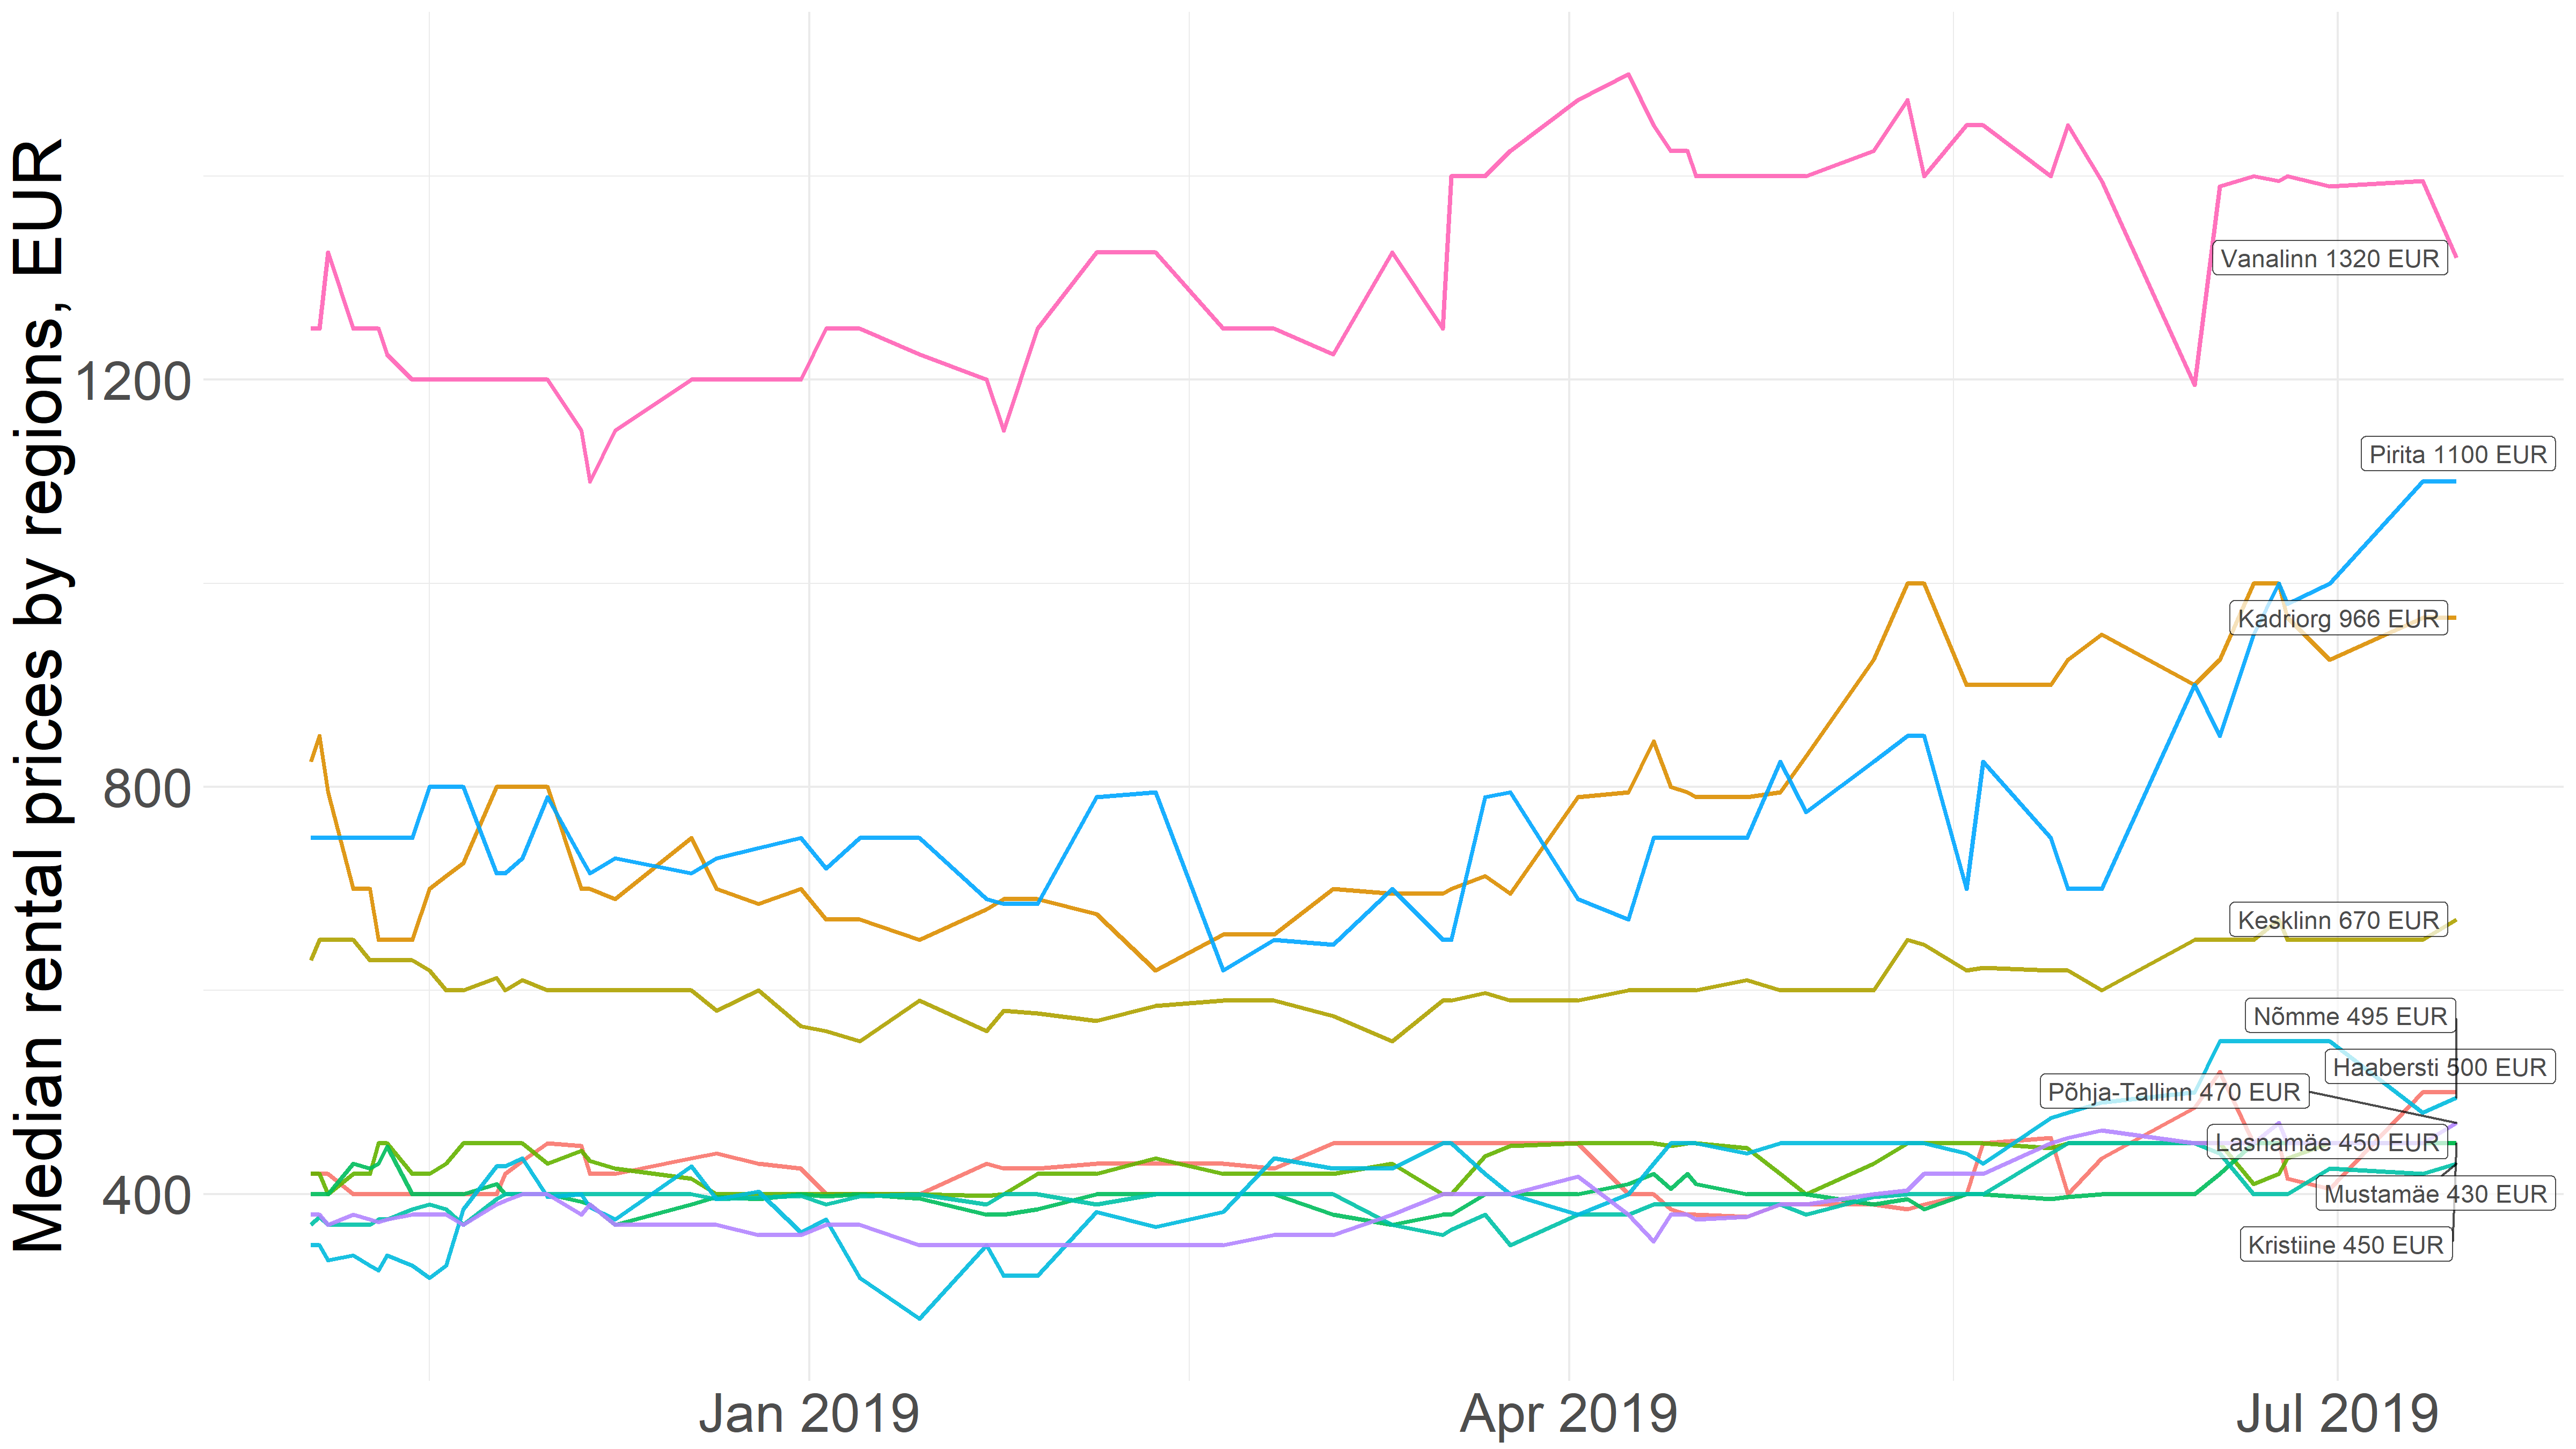 Median rental prices by regions, EUR
1200
800
400
Vanalinn 1320 EUR
Pirita 1100 EUR
Kadriorg 966 EUR
Kesklinn 670 EUR
Nõmme 495 EUR
Haabersti 500 EUR
Põhja-Tallinn 470 EUR
Lasnamäe 450 EUR
Mustamäe 430 EUR
Kristiine 450 EUR
Jan 2019
Apr 2019
Jul 2019